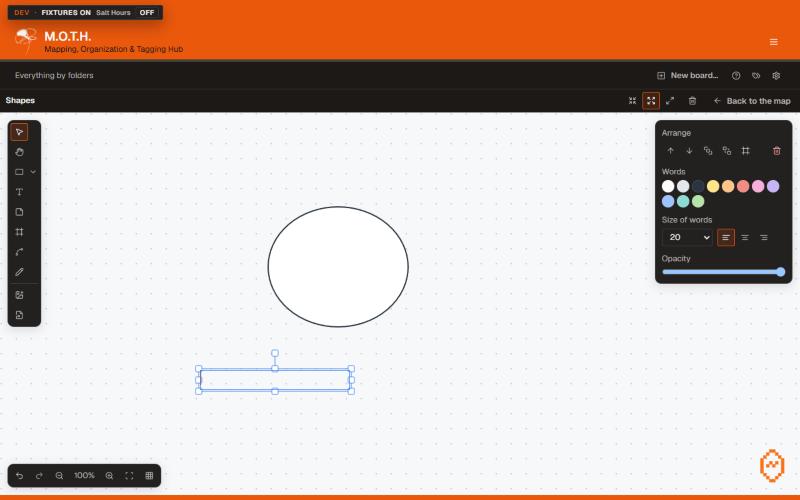 DEV · FIXTURES ON Salt Hours OFF
M.O.T.H.
Mapping, Organization & Tagging Hub
Everything by folders
New board...
Shapes
Back to the map
Arrange
Words
Size of words
20
Opacity
100%